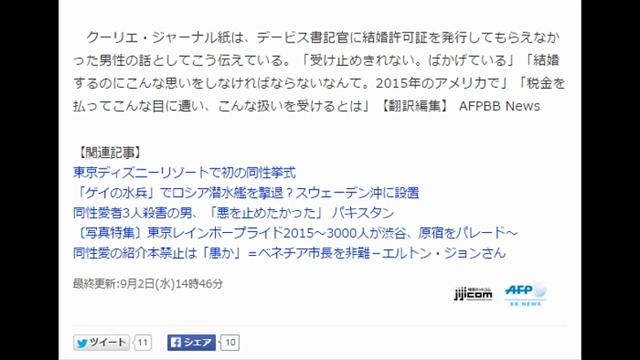 クーリエ・ジャーナル紙は、デービス書記官に結婚許可証を発行してもらえなか
った男性の話としてこう伝えている。「受け止めきれない。ばかげている」「結婚
するのにこんな思いをしなければならないなんて。2015年のアメリカで」「税金を
払ってこんな目に遭い、こんな扱いを受けるとは」【翻訳編集】 AFPBB News
【関連記事】
東京ディズニーリゾートで初の同性挙式
「ゲイの水兵」でロシア潜水艦を撃退？スウェーデン沖に設置
同性愛者3人殺害の男、「悪を止めたかった」 パキスタン
〔写真特集〕東京レインボープライド2015～3000人が渋谷、原宿をパレード～
同性愛の紹介本禁止は「愚か」＝ベネチア市長を非難－エルトン・ジョンさん
最終更新:9月2日(水)14時46分
jijicom
AFP
BB NEWS
ツイート 11
シェア 10